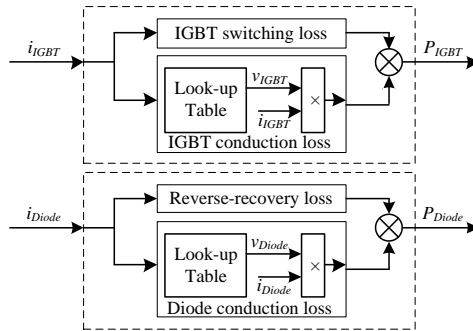 IGBT switching loss
i_IGBT
P_IGBT
Look-up
Table
v_IGBT
i_IGBT
×
IGBT conduction loss
Reverse-recovery loss
i_Diode
P_Diode
Look-up
Table
v_Diode
i_Diode
×
Diode conduction loss